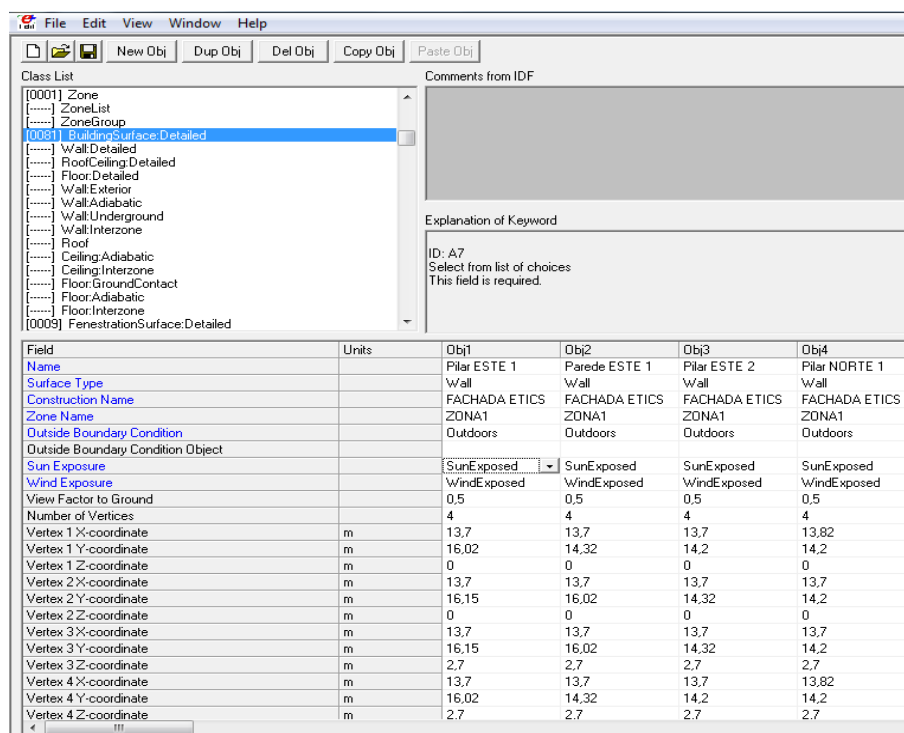 File Edit View Window Help
New Obj Dup Obj Del Obj Copy Obj Paste Obj
Class List
[0001] Zone
[------] ZoneList
[------] ZoneGroup
[0081] BuildingSurface:Detailed
[------] Wall:Detailed
[------] RoofCeiling:Detailed
[------] Floor:Detailed
[------] Wall:Exterior
[------] Wall:Adiabatic
[------] Wall:Underground
[------] Wall:Interzone
[------] Roof
[------] Ceiling:Adiabatic
[------] Ceiling:Interzone
[------] Floor:GroundContact
[------] Floor:Adiabatic
[------] Floor:Interzone
[0009] FenestrationSurface:Detailed
Comments from IDF
Explanation of Keyword
ID: A7
Select from list of choices
This field is required.
Field Units Obj1 Obj2 Obj3 Obj4
Name Pilar ESTE 1 Parede ESTE 1 Pilar ESTE 2 Pilar NORTE 1
Surface Type Wall Wall Wall Wall
Construction Name FACHADA ETICS FACHADA ETICS FACHADA ETICS FACHADA ETICS
Zone Name ZONA1 ZONA1 ZONA1 ZONA1
Outside Boundary Condition Outdoors Outdoors Outdoors Outdoors
Outside Boundary Condition Object
Sun Exposure SunExposed SunExposed SunExposed SunExposed
Wind Exposure WindExposed WindExposed WindExposed WindExposed
View Factor to Ground 0,5 0,5 0,5 0,5
Number of Vertices 4 4 4 4
Vertex 1 X-coordinate m 13,7 13,7 13,7 13,82
Vertex 1 Y-coordinate m 16,02 14,32 14,2 14,2
Vertex 1 Z-coordinate m 0 0 0 0
Vertex 2 X-coordinate m 13,7 13,7 13,7 13,7
Vertex 2 Y-coordinate m 16,15 16,02 14,32 14,2
Vertex 2 Z-coordinate m 0 0 0 0
Vertex 3 X-coordinate m 13,7 13,7 13,7 13,7
Vertex 3 Y-coordinate m 16,15 16,02 14,32 14,2
Vertex 3 Z-coordinate m 2,7 2,7 2,7 2,7
Vertex 4 X-coordinate m 13,7 13,7 13,7 13,82
Vertex 4 Y-coordinate m 16,02 14,32 14,2 14,2
Vertex 4 Z-coordinate m 2,7 2,7 2,7 2,7